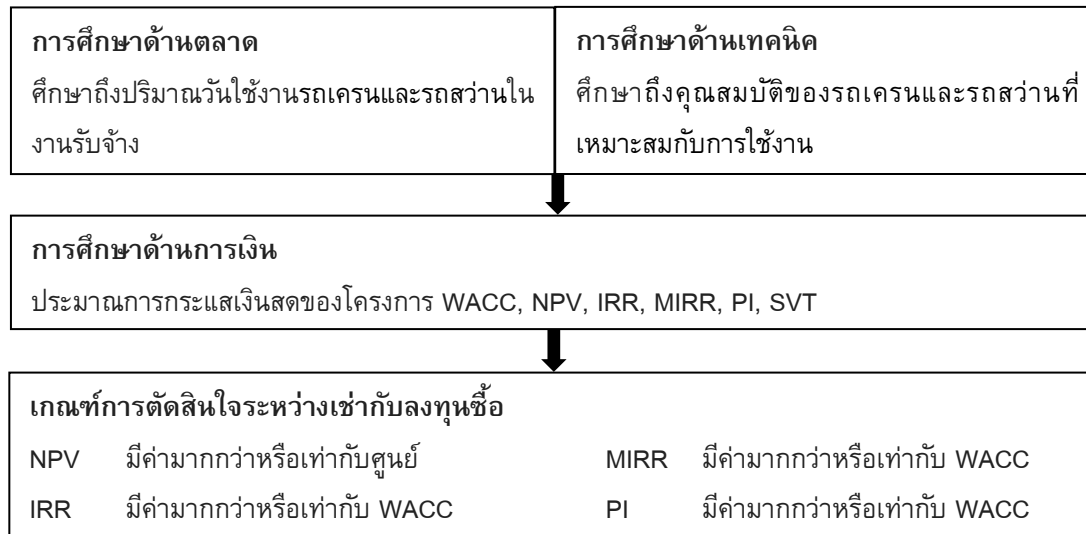 การศึกษาด้านตลาด
ศึกษาถึงปริมาณวันใช้งานรถเครนและรถสว่านใน
งานรับจ้าง
การศึกษาด้านเทคนิค
ศึกษาถึงคุณสมบัติของรถเครนและรถสว่านที่
เหมาะสมกับการใช้งาน
การศึกษาด้านการเงิน
ประมาณการกระแสเงินสดของโครงการ WACC, NPV, IRR, MIRR, PI, SVT
เกณฑ์การตัดสินใจระหว่างเช่ากับลงทุนซื้อ
NPV มีค่ามากกว่าหรือเท่ากับศูนย์ MIRR มีค่ามากกว่าหรือเท่ากับ WACC
IRR มีค่ามากกว่าหรือเท่ากับ WACC PI มีค่ามากกว่าหรือเท่ากับ WACC